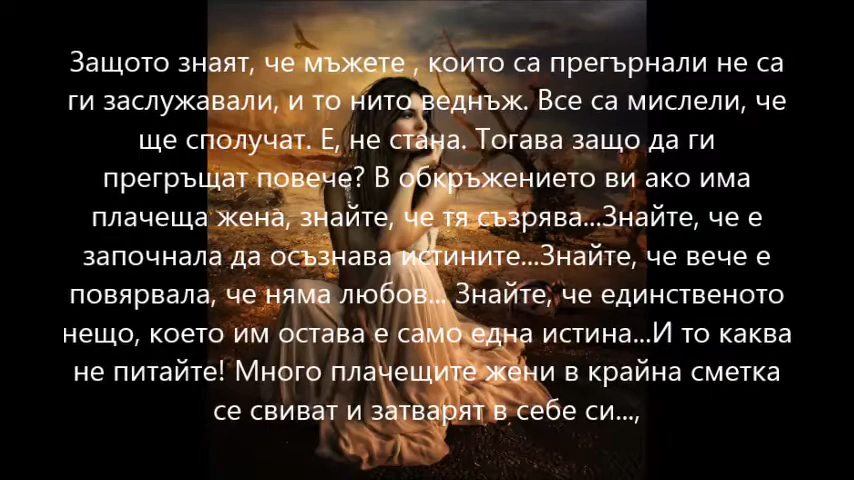 Защото знаят, че мъжете , които са прегърнали не са
ги заслужавали, и то нито веднъж. Все са мислели, че
ще сполучат. Е, не стана. Тогава защо да ги
прегръщат повече? В обкръжението ви ако има
плачеща жена, знайте, че тя съзрява...Знайте, че е
започнала да осъзнава истините...Знайте, че вече е
повярвала, че няма любов... Знайте, че единственото
нещо, което им остава е само една истина...И то каква
не питайте! Много плачещите жени в крайна сметка
се свиват и затварят в себе си...,